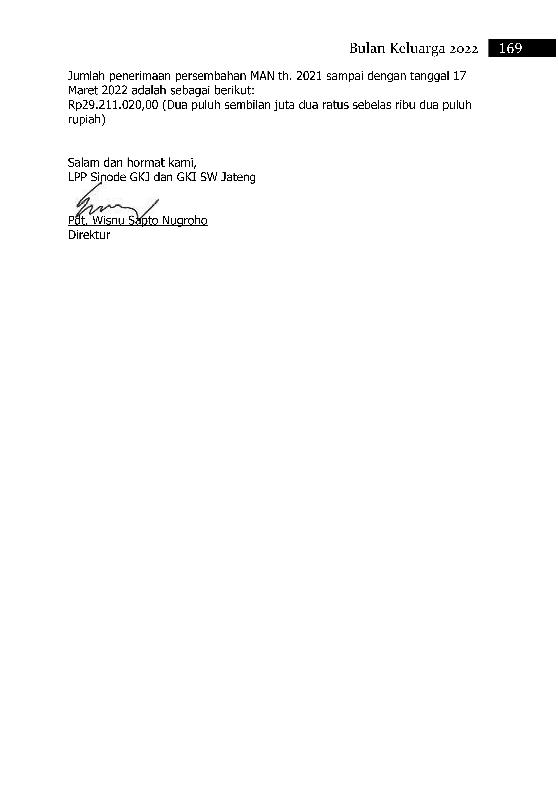 Bulan Keluarga 2022 169
Jumlah penerimaan persembahan MAN th. 2021 sampai dengan tanggal 17
Maret 2022 adalah sebagai berikut:
Rp29.211.020,00 (Dua puluh sembilan juta dua ratus sebelas ribu dua puluh
rupiah)
Salam dan hormat kami,
LPP Sinode GKJ dan GKI SW Jateng
Pdt. Wisnu Sapto Nugroho
Direktur